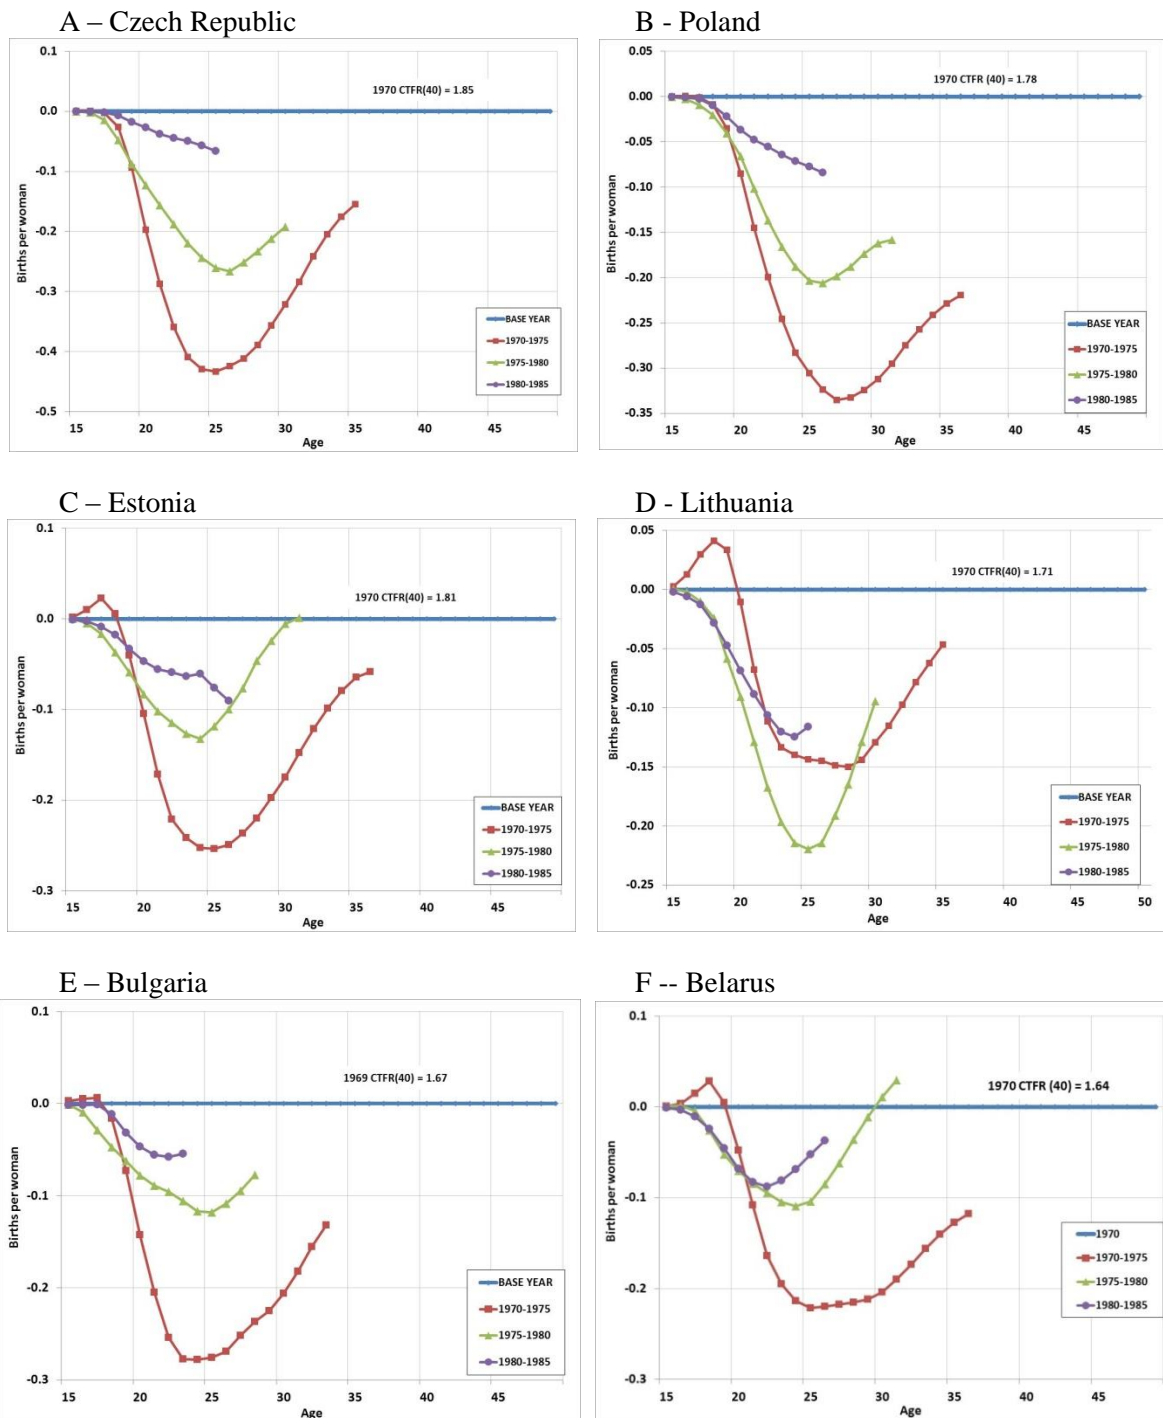 A – Czech Republic
0.1
0.0
-0.1
-0.2
-0.3
-0.4
-0.5
Births per woman
1970 CTFR(40) = 1.85
BASE YEAR
1970-1975
1975-1980
1980-1985
15 20 25 30 35 40 45
Age
B - Poland
0.05
0.00
-0.05
-0.10
-0.15
-0.20
-0.25
-0.30
-0.35
Births per woman
1970 CTFR (40) = 1.78
BASE YEAR
1970-1975
1975-1980
1980-1985
15 20 25 30 35 40 45
Age
C – Estonia
0.1
0.0
-0.1
-0.2
-0.3
Births per woman
1970 CTFR(40) = 1.81
BASE YEAR
1970-1975
1975-1980
1980-1985
15 20 25 30 35 40 45
Age
D - Lithuania
0.05
0.00
-0.05
-0.10
-0.15
-0.20
-0.25
Births per woman
1970 CTFR(40) = 1.71
BASE YEAR
1970-1975
1975-1980
1980-1985
15 20 25 30 35 40 45 50
Age
E – Bulgaria
0.1
0.0
-0.1
-0.2
-0.3
Births per woman
1969 CTFR(40) = 1.67
BASE YEAR
1970-1975
1975-1980
1980-1985
15 20 25 30 35 40 45
Age
F -- Belarus
0.1
0.0
-0.1
-0.2
-0.3
Births per woman
1970 CTFR (40) = 1.64
1970
1970-1975
1975-1980
1980-1985
15 20 25 30 35 40 45
Age